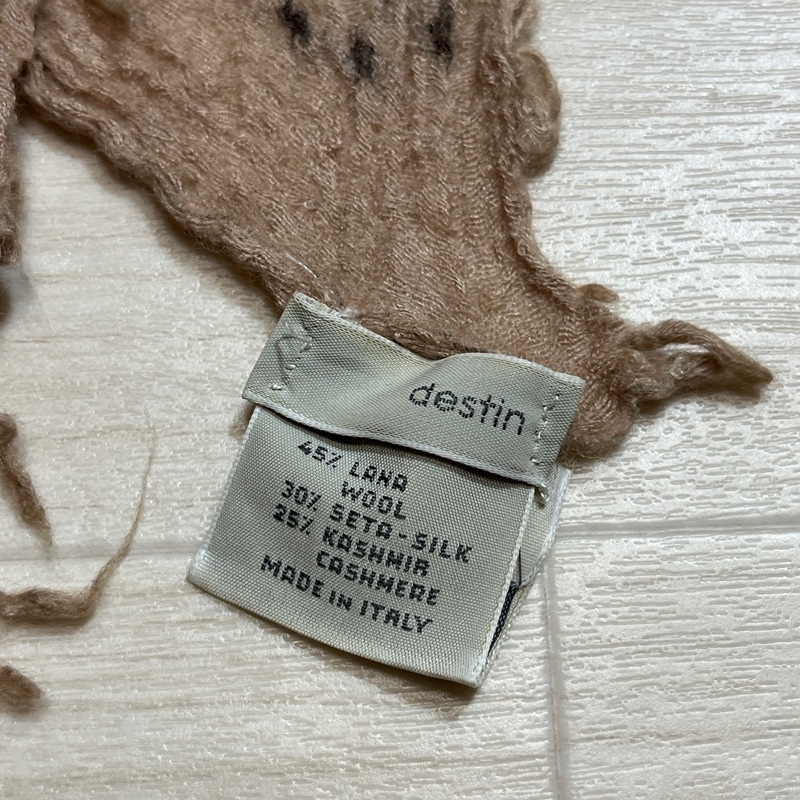 destin
45% LANA
WOOL
30% SETA-SILK
25% KASHMIR
CASHMERE
MADE IN ITALY